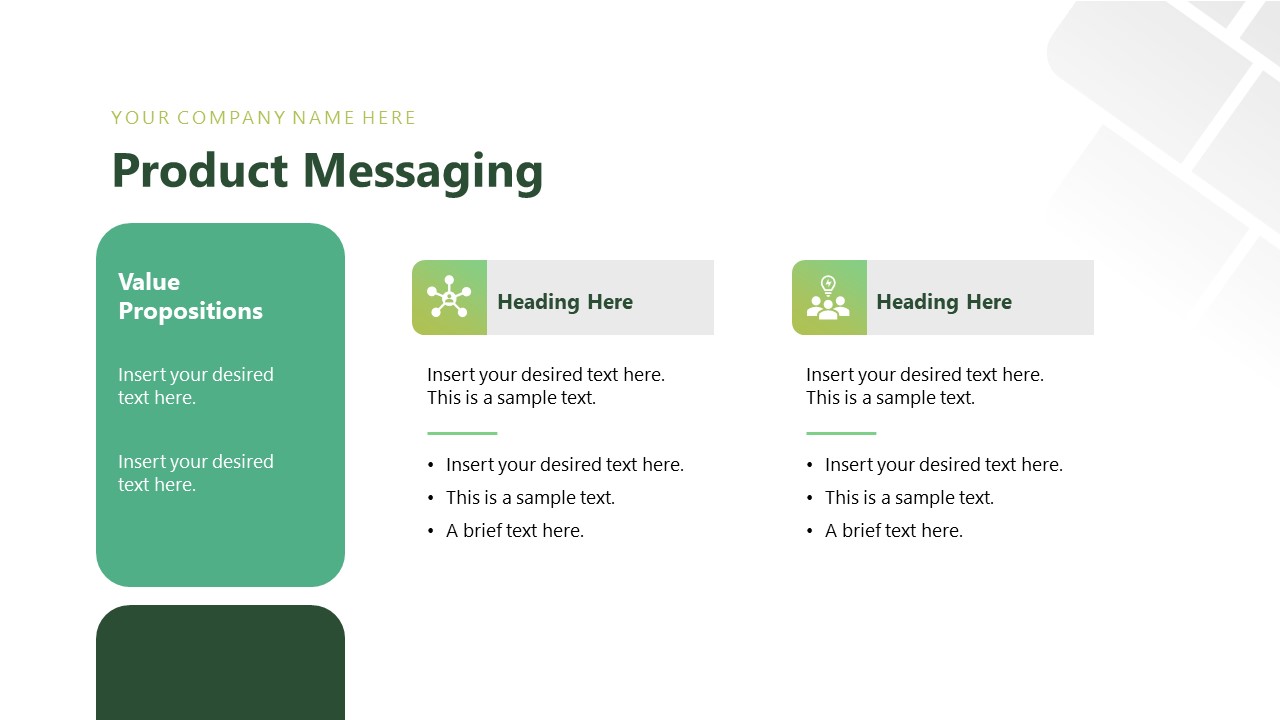 YOUR COMPANY NAME HERE
Product Messaging
Value
Propositions
Insert your desired
text here.
Insert your desired
text here.
Heading Here
Insert your desired text here.
This is a sample text.
• Insert your desired text here.
• This is a sample text.
• A brief text here.
Heading Here
Insert your desired text here.
This is a sample text.
• Insert your desired text here.
• This is a sample text.
• A brief text here.